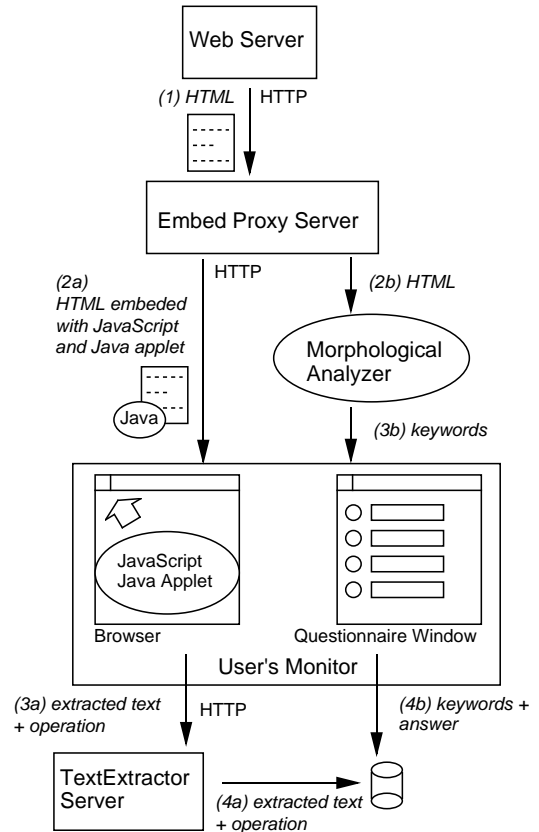 Web Server
(1) HTML
HTTP
Embed Proxy Server
(2a)
HTML embeded
with JavaScript
and Java applet
HTTP
(2b) HTML
Java
Morphological
Analyzer
(3b) keywords
JavaScript
Java Applet
Browser
Questionnaire Window
User's Monitor
(3a) extracted text
+ operation
HTTP
(4b) keywords +
answer
TextExtractor
Server
(4a) extracted text
+ operation